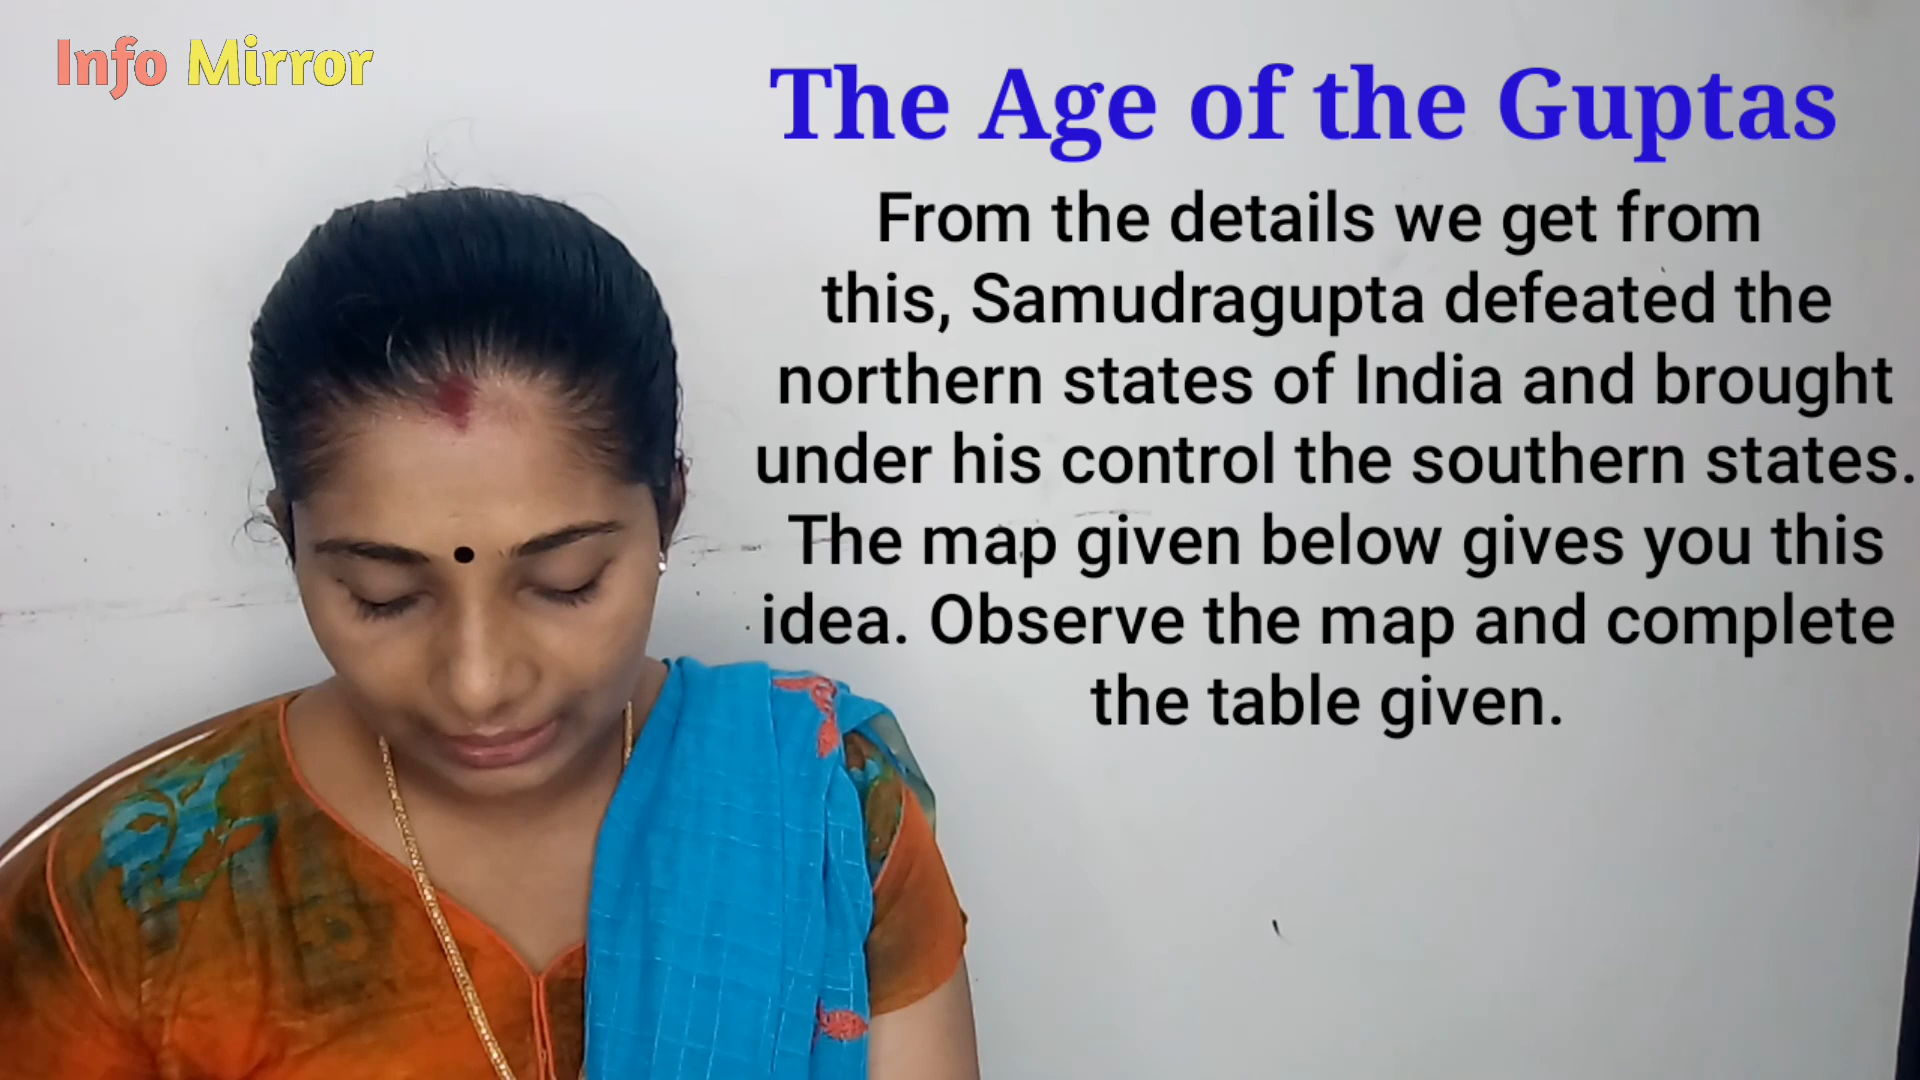 Info Mirror
The Age of the Guptas
From the details we get from
this, Samudragupta defeated the
northern states of India and brought
under his control the southern states.
The map given below gives you this
idea. Observe the map and complete
the table given.